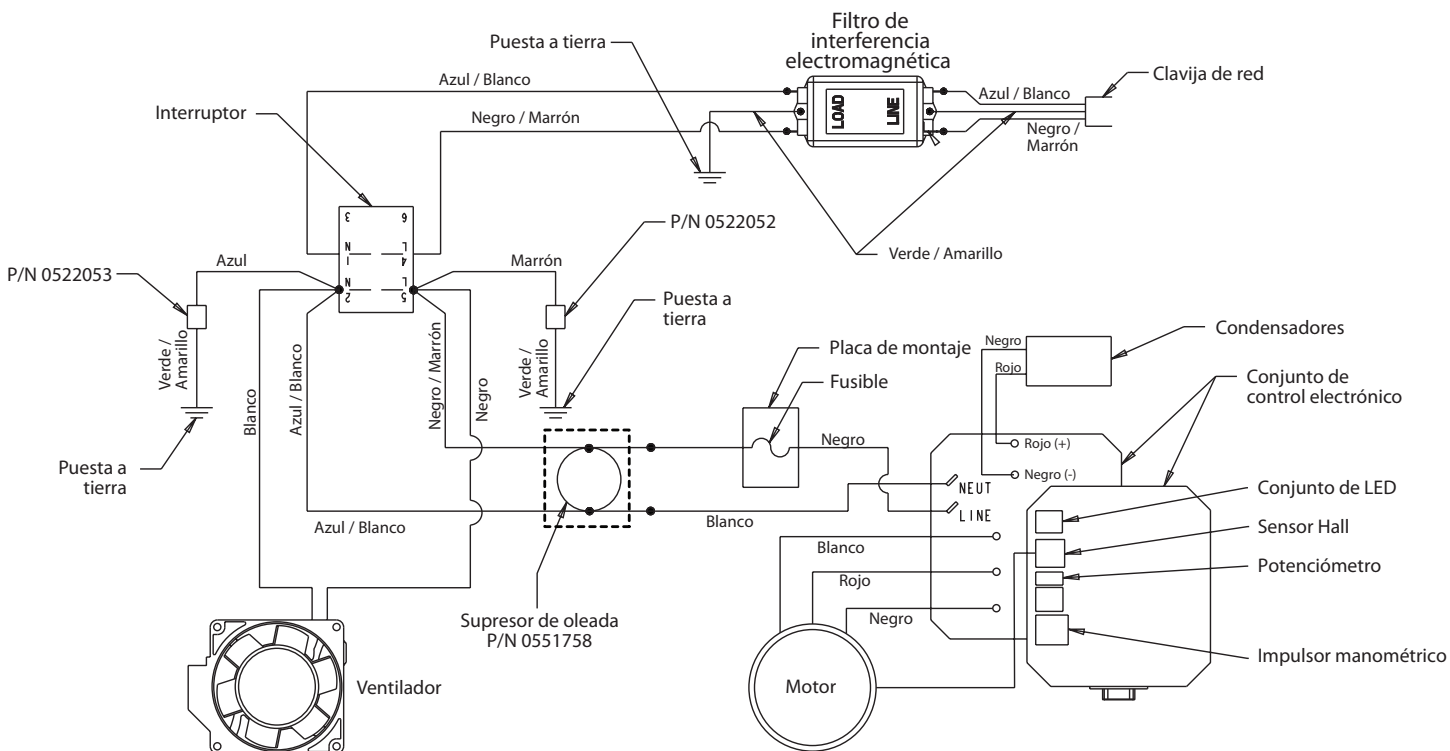 Filtro de
interferencia
electromagnética
Puesta a tierra
Clavija de red
Azul / Blanco
Azul / Blanco
Interruptor
Negro / Marrón
LOAD
LINE
Negro /
Marrón
3
6
P/N 0522052
N
L
1
4
Verde / Amarillo
P/N 0522053
Azul
Marrón
N
L
2
5
Puesta a
tierra
Verde /
Amarillo
Blanco
Azul / Blanco
Negro / Marrón
Negro
Verde /
Amarillo
Condensadores
Placa de montaje
Negro
Fusible
Rojo
Conjunto de
control electrónico
Puesta a
tierra
Negro
Rojo (+)
Negro (-)
NEUT
Conjunto de LED
LINE
Azul / Blanco
Blanco
Sensor Hall
Blanco
Potenciómetro
Rojo
Supresor de oleada
P/N 0551758
Negro
Impulsor manométrico
Ventilador
Motor